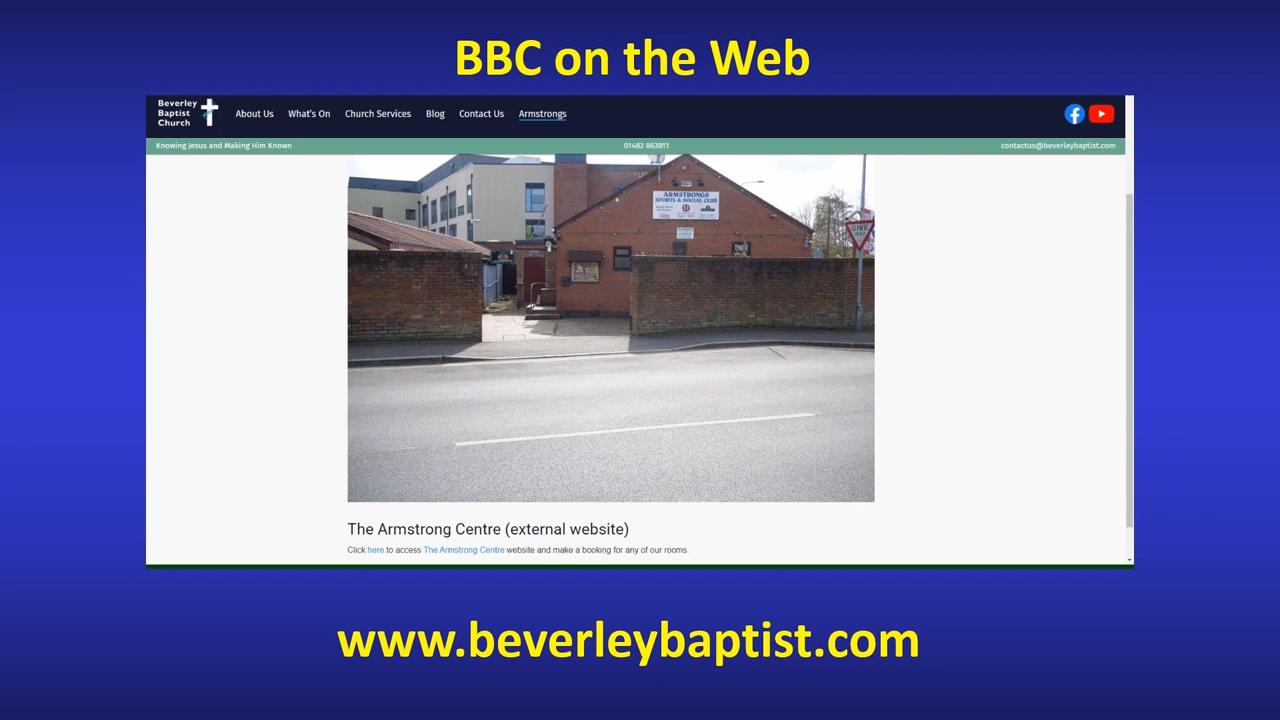 BBC on the Web
Beverley
Baptist
Church
About Us What's On Church Services Blog Contact Us Armstrongs
Knowing Jesus and Making Him Known 01482 863811 contactus@beverleybaptist.com
ARMSTRONGS
SPORTS & SOCIAL CLUB
GIVE
WAY
The Armstrong Centre (external website)
Click here to access The Armstrong Centre website and make a booking for any of our rooms.
www.beverleybaptist.com